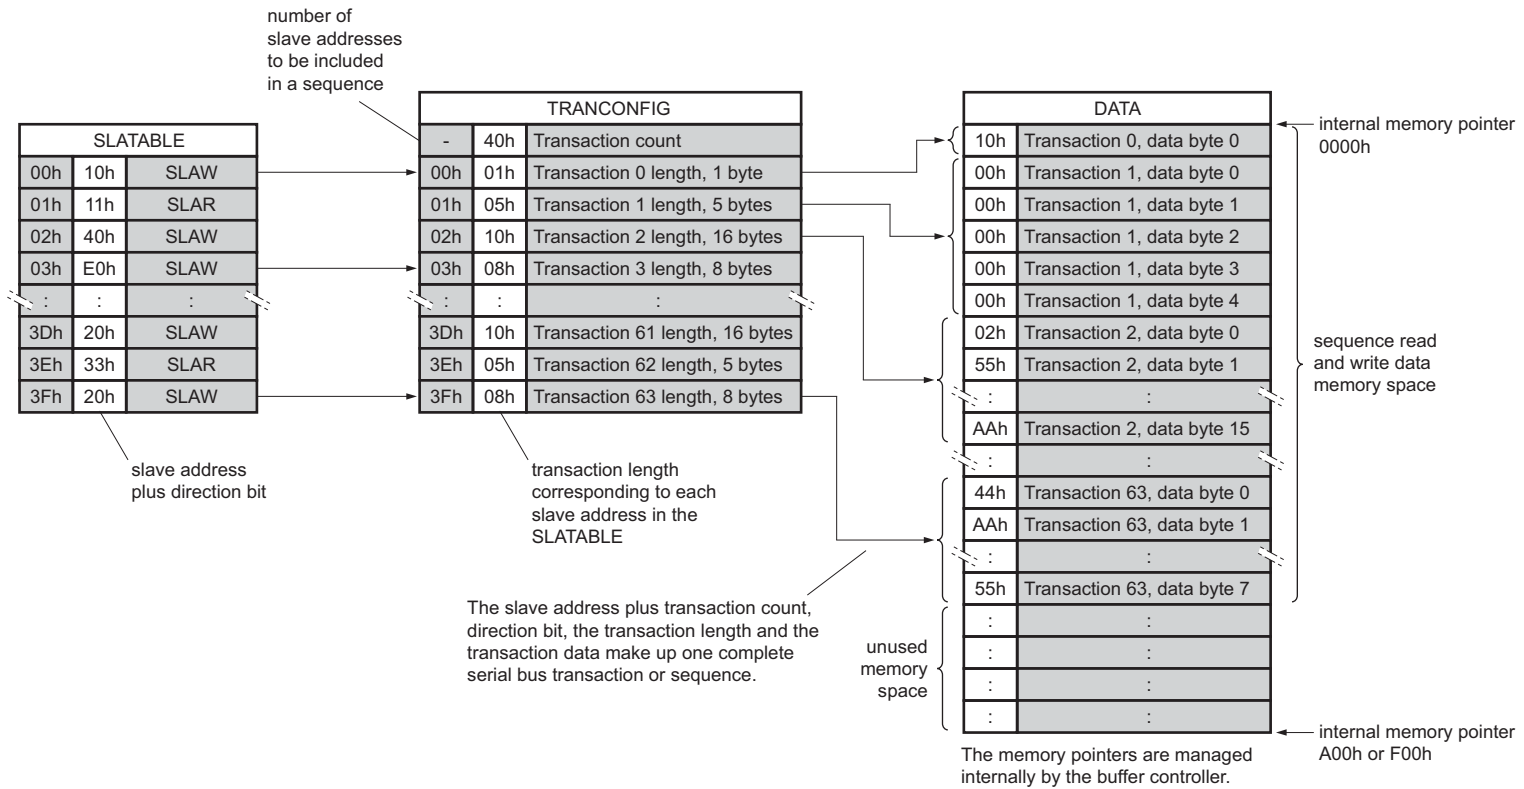 number of
slave addresses
to be included
in a sequence
SLATABLE
00h 10h SLAW
01h 11h SLAR
02h 40h SLAW
03h E0h SLAW
: : :
3Dh 20h SLAW
3Eh 33h SLAR
3Fh 20h SLAW
slave address
plus direction bit
TRANCONFIG
- 40h Transaction count
00h 01h Transaction 0 length, 1 byte
01h 05h Transaction 1 length, 5 bytes
02h 10h Transaction 2 length, 16 bytes
03h 08h Transaction 3 length, 8 bytes
: : :
3Dh 10h Transaction 61 length, 16 bytes
3Eh 05h Transaction 62 length, 5 bytes
3Fh 08h Transaction 63 length, 8 bytes
transaction length
corresponding to each
slave address in the
SLATABLE
The slave address plus transaction count,
direction bit, the transaction length and the
transaction data make up one complete
serial bus transaction or sequence.
DATA
10h Transaction 0, data byte 0
00h Transaction 1, data byte 0
00h Transaction 1, data byte 1
00h Transaction 1, data byte 2
00h Transaction 1, data byte 3
00h Transaction 1, data byte 4
02h Transaction 2, data byte 0
55h Transaction 2, data byte 1
: :
AAh Transaction 2, data byte 15
: :
44h Transaction 63, data byte 0
AAh Transaction 63, data byte 1
: :
55h Transaction 63, data byte 7
: :
: :
: :
: :
unused
memory
space
internal memory pointer
0000h
sequence read
and write data
memory space
internal memory pointer
A00h or F00h
The memory pointers are managed
internally by the buffer controller.